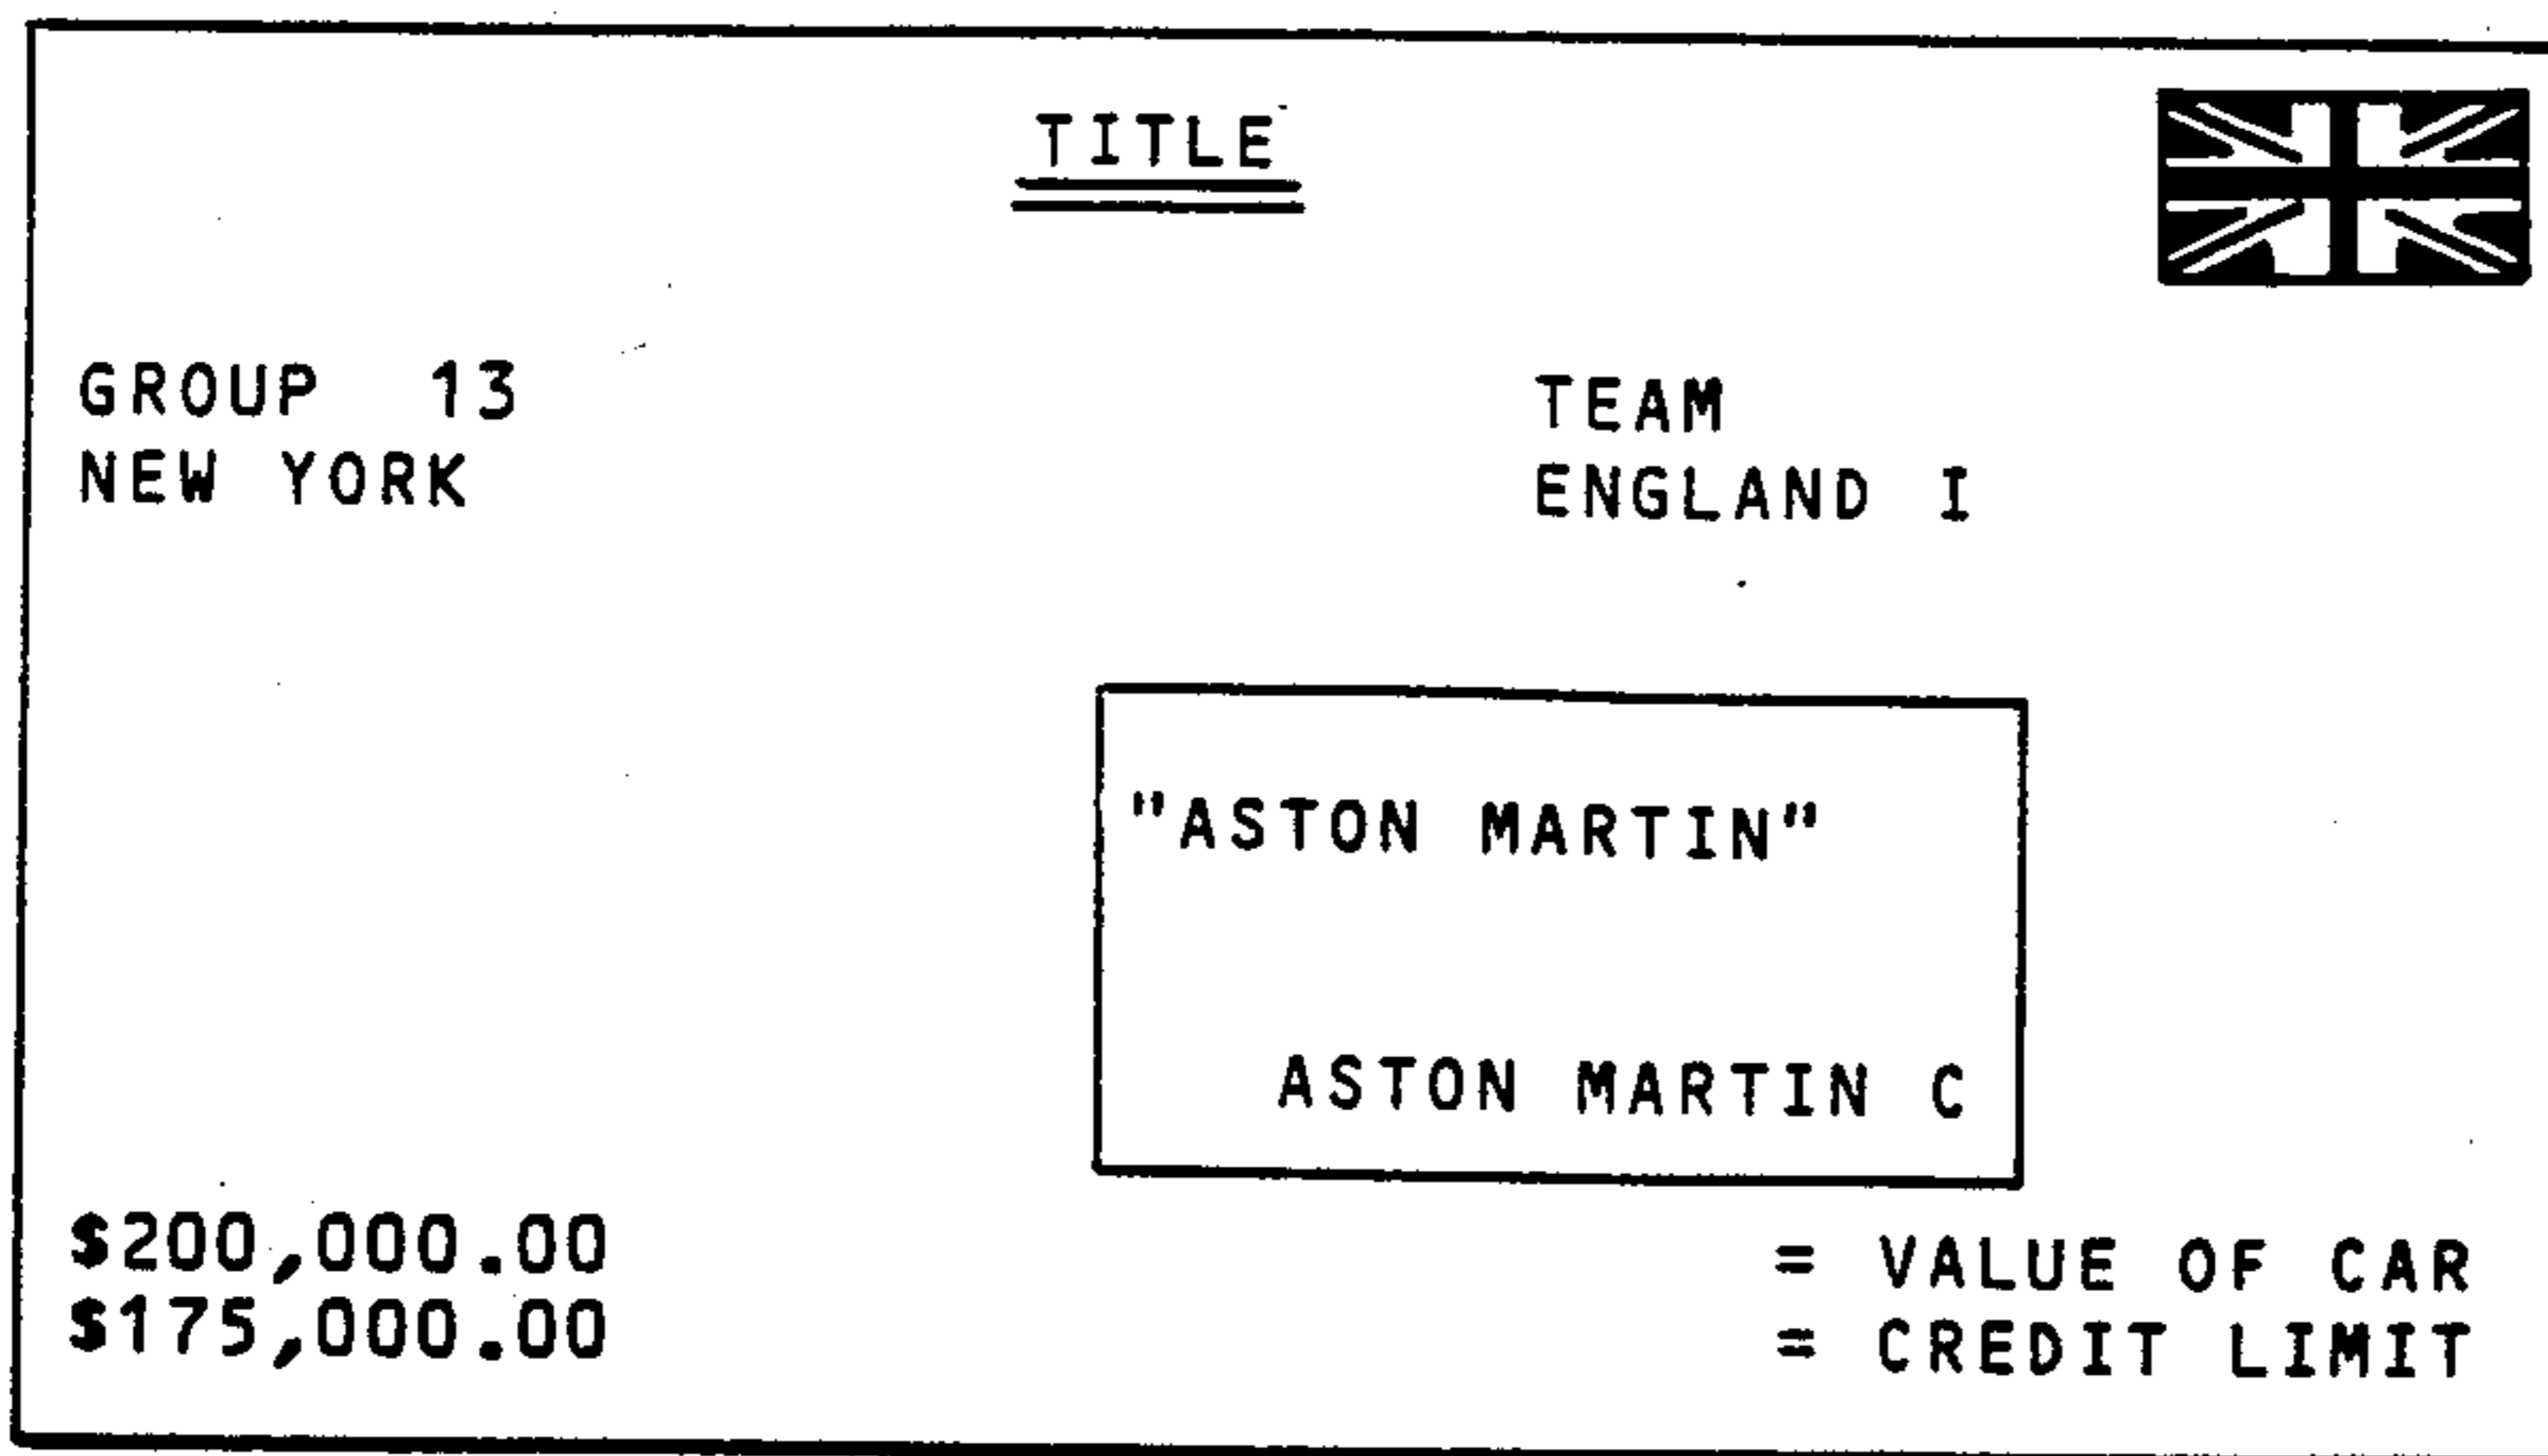 TITLE
GROUP 13
NEW YORK
TEAM
ENGLAND I
"ASTON MARTIN"
ASTON MARTIN C
$200,000.00 = VALUE OF CAR
$175,000.00 = CREDIT LIMIT